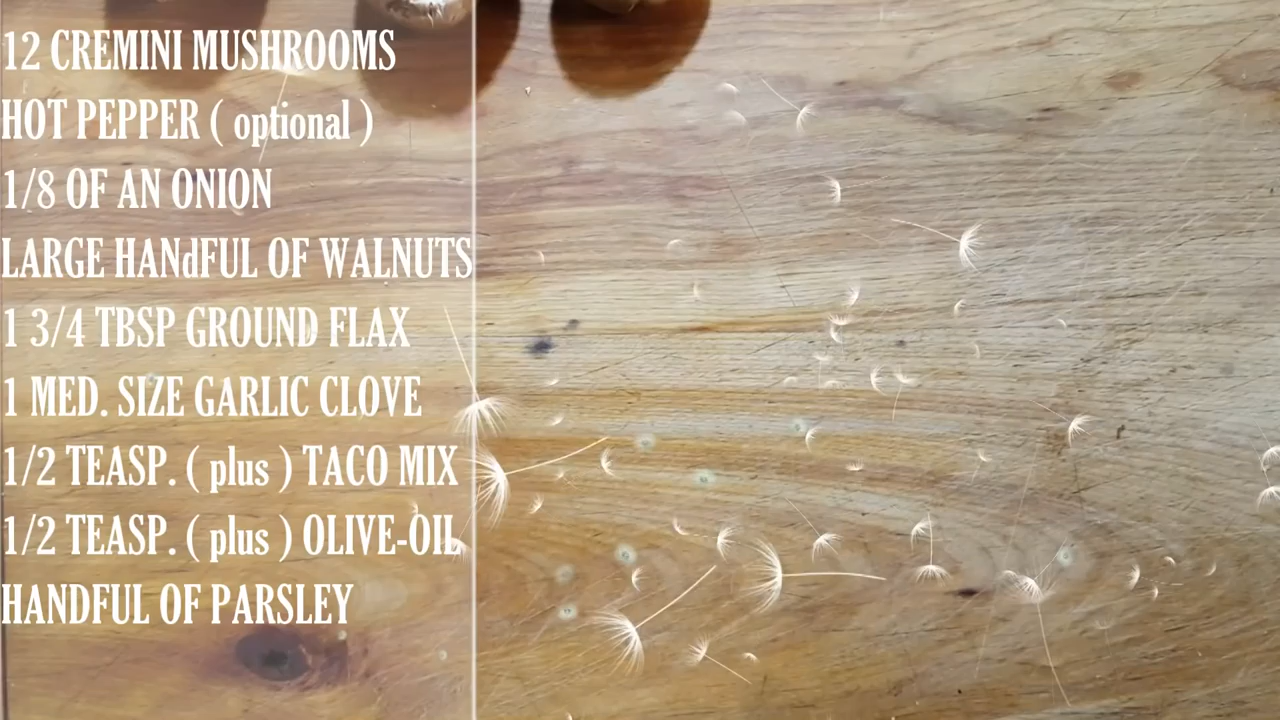 12 CREMINI MUSHROOMS
HOT PEPPER ( optional )
1/8 OF AN ONION
LARGE HANdFUL OF WALNUTS
1 3/4 TBSP GROUND FLAX
1 MED. SIZE GARLIC CLOVE
1/2 TEASP. ( plus ) TACO MIX
1/2 TEASP. ( plus ) OLIVE-OIL
HANDFUL OF PARSLEY